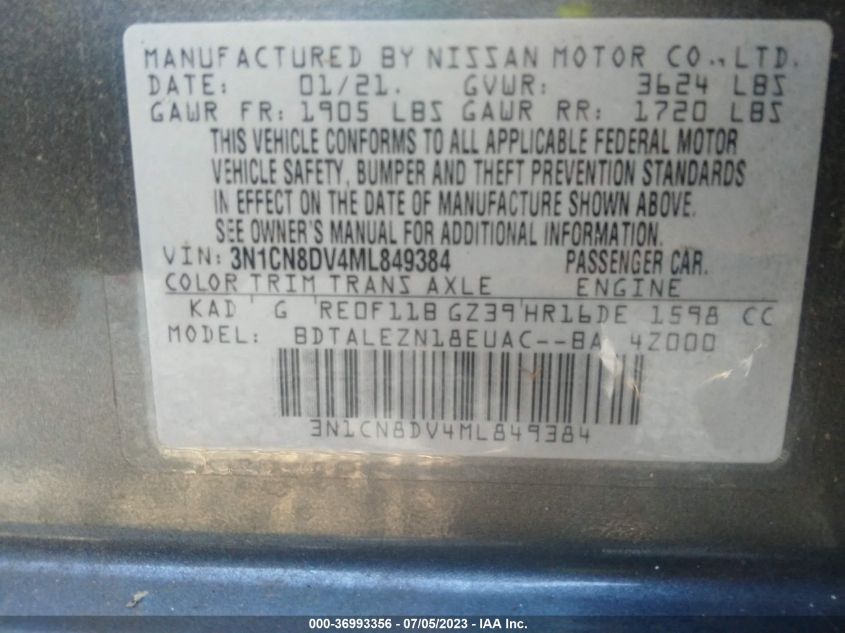 MANUFACTURED BY NISSAN MOTOR CO.,LTD.
DATE: 01/21. GVWR: 3624 LBS
GAWR FR: 1905 LBS GAWR RR: 1720 LBS
THIS VEHICLE CONFORMS TO ALL APPLICABLE FEDERAL MOTOR
VEHICLE SAFETY, BUMPER AND THEFT PREVENTION STANDARDS
IN EFFECT ON THE DATE OF MANUFACTURE SHOWN ABOVE.
SEE OWNER'S MANUAL FOR ADDITIONAL INFORMATION.
VIN: 3N1CN8DV4ML849384 PASSENGER CAR.
COLOR TRIM TRANS AXLE ENGINE
KAD G RE0F11B GZ39 HR16DE 1598 CC
MODEL: BDTALEZN18EUAC--BA 4Z000
3N1CN8DV4ML849384
000-36993356 - 07/05/2023 - IAA Inc.